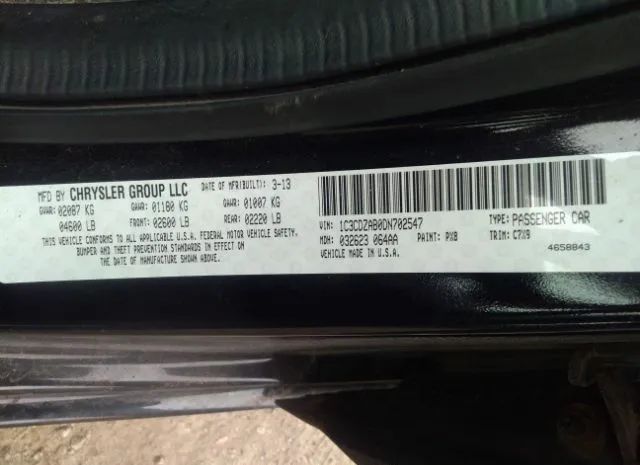 MFD BY CHRYSLER GROUP LLC DATE OF MFR(BUILT): 3-13
GVWR: 02087 KG GAWR: 01180 KG GAWR: 01007 KG
04600 LB FRONT: 02600 LB REAR: 02220 LB
THIS VEHICLE CONFORMS TO ALL APPLICABLE U.S.A. FEDERAL MOTOR VEHICLE SAFETY,
BUMPER AND THEFT PREVENTION STANDARDS IN EFFECT ON
THE DATE OF MANUFACTURE SHOWN ABOVE.
VIN: 1C3CDZAB0DN702547 TYPE: PASSENGER CAR
MDH: 032623 064AA PAINT: PX8 TRIM: C7X9
VEHICLE MADE IN U.S.A. 4658843